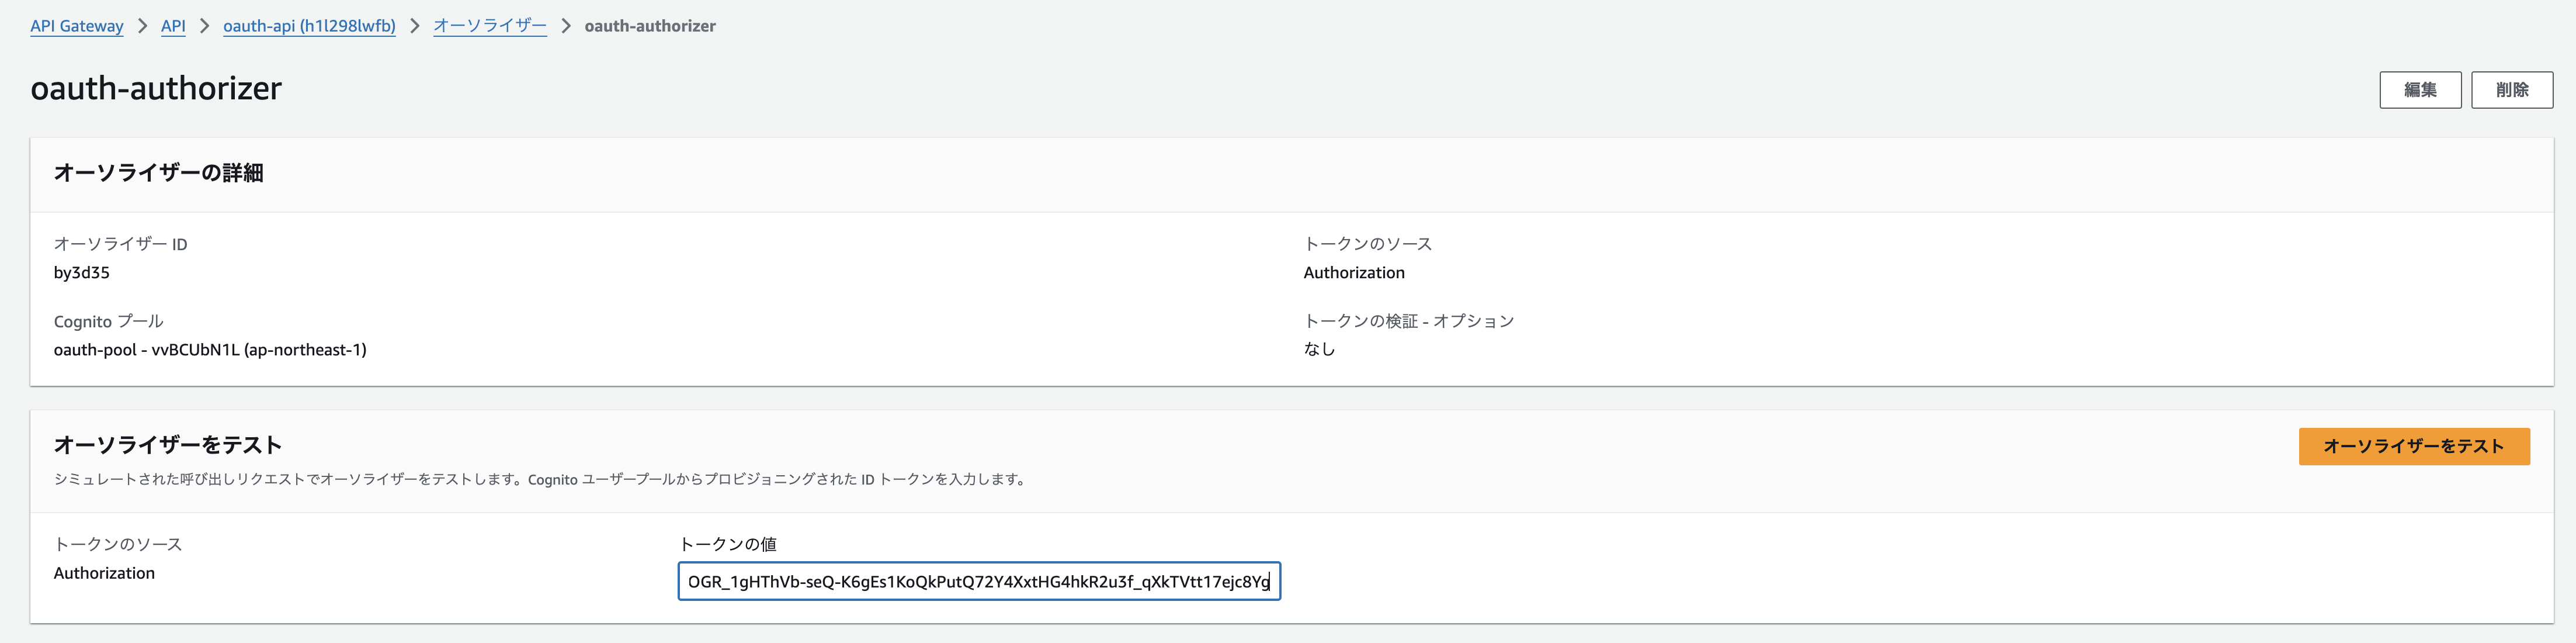 API Gateway > API > oauth-api (h1l298lwfb) > オーソライザー > oauth-authorizer
oauth-authorizer
編集 削除
オーソライザーの詳細
オーソライザー ID
by3d35
トークンのソース
Authorization
Cognito プール
oauth-pool - vvBCUbN1L (ap-northeast-1)
トークンの検証 - オプション
なし
オーソライザーをテスト
オーソライザーをテスト
シミュレートされた呼び出しリクエストでオーソライザーをテストします。Cognito ユーザープールからプロビジョニングされた ID トークンを入力します。
トークンのソース
Authorization
トークンの値
OGR_1gHThVb-seQ-K6gEs1KoQkPutQ72Y4XxtHG4hkR2u3f_qXkTVtt17ejc8Yg